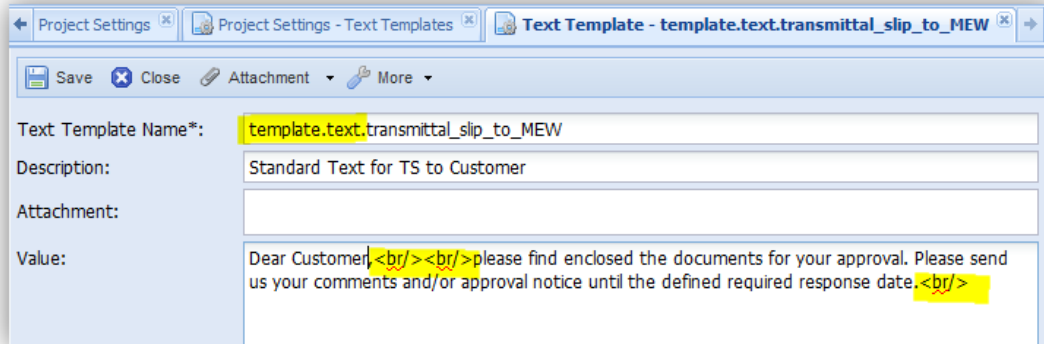 Project Settings Project Settings - Text Templates Text Template - template.text.transmittal_slip_to_MEW
Save Close Attachment More
Text Template Name*: template.text.transmittal_slip_to_MEW
Description: Standard Text for TS to Customer
Attachment:
Value: Dear Customer,<br/><br/>please find enclosed the documents for your approval. Please send
us your comments and/or approval notice until the defined required response date.<br/>